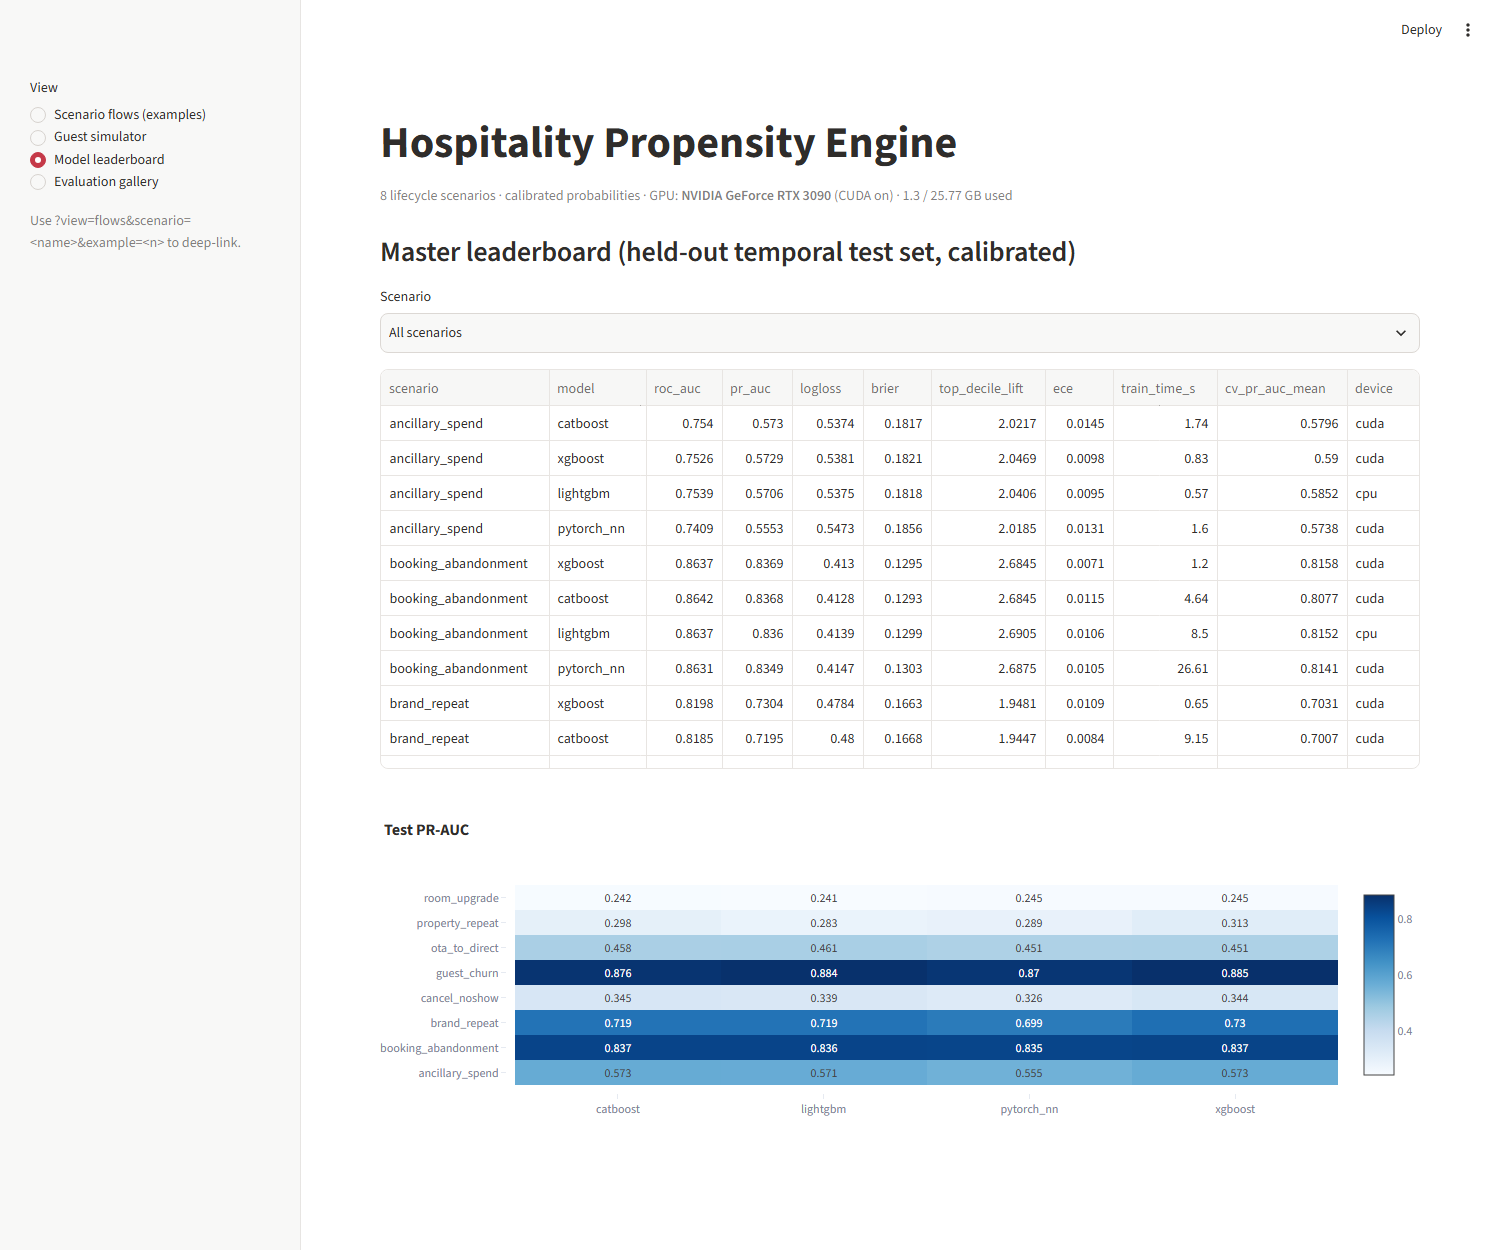 Deploy
View
Scenario flows (examples)
Guest simulator
Model leaderboard
Evaluation gallery
Use ?view=flows&scenario=
<name>&example=<n> to deep-link.
Hospitality Propensity Engine
8 lifecycle scenarios · calibrated probabilities · GPU: NVIDIA GeForce RTX 3090 (CUDA on) · 1.3 / 25.77 GB used
Master leaderboard (held-out temporal test set, calibrated)
Scenario
All scenarios
scenario model roc_auc pr_auc logloss brier top_decile_lift ece train_time_s cv_pr_auc_mean device
ancillary_spend catboost 0.754 0.573 0.5374 0.1817 2.0217 0.0145 1.74 0.5796 cuda
ancillary_spend xgboost 0.7526 0.5729 0.5381 0.1821 2.0469 0.0098 0.83 0.59 cuda
ancillary_spend lightgbm 0.7539 0.5706 0.5375 0.1818 2.0406 0.0095 0.57 0.5852 cpu
ancillary_spend pytorch_nn 0.7409 0.5553 0.5473 0.1856 2.0185 0.0131 1.6 0.5738 cuda
booking_abandonment xgboost 0.8637 0.8369 0.413 0.1295 2.6845 0.0071 1.2 0.8158 cuda
booking_abandonment catboost 0.8642 0.8368 0.4128 0.1293 2.6845 0.0115 4.64 0.8077 cuda
booking_abandonment lightgbm 0.8637 0.836 0.4139 0.1299 2.6905 0.0106 8.5 0.8152 cpu
booking_abandonment pytorch_nn 0.8631 0.8349 0.4147 0.1303 2.6875 0.0105 26.61 0.8141 cuda
brand_repeat xgboost 0.8198 0.7304 0.4784 0.1663 1.9481 0.0109 0.65 0.7031 cuda
brand_repeat catboost 0.8185 0.7195 0.48 0.1668 1.9447 0.0084 9.15 0.7007 cuda
Test PR-AUC
room_upgrade 0.242 0.241 0.245 0.245
property_repeat 0.298 0.283 0.289 0.313
ota_to_direct 0.458 0.461 0.451 0.451
guest_churn 0.876 0.884 0.87 0.885
cancel_noshow 0.345 0.339 0.326 0.344
brand_repeat 0.719 0.719 0.699 0.73
booking_abandonment 0.837 0.836 0.835 0.837
ancillary_spend 0.573 0.571 0.555 0.573
catboost lightgbm pytorch_nn xgboost
0.8
0.6
0.4